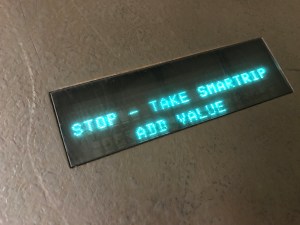 STOP - TAKE SMARTRIP
ADD VALUE